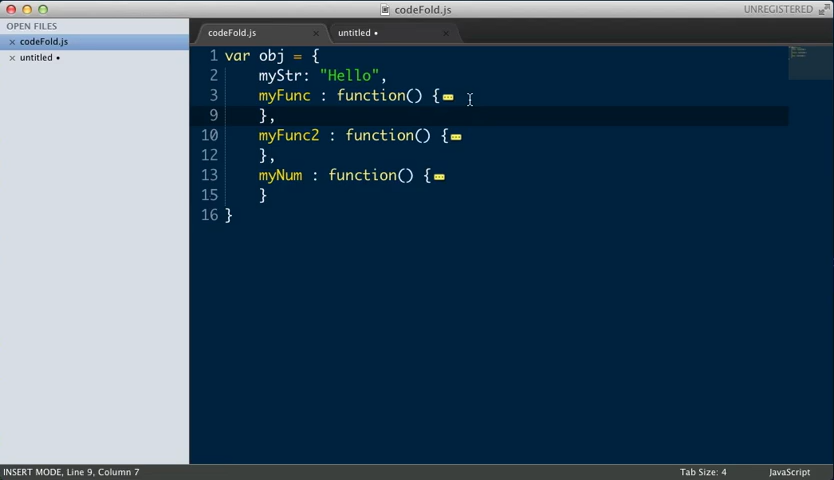 codeFold.js
UNREGISTERED
OPEN FILES
× codeFold.js
× untitled •
codeFold.js ×
untitled • ×
1 var obj = {
2 myStr: "Hello",
3 myFunc : function() {
9 },
10 myFunc2 : function() {
12 },
13 myNum : function() {
15 }
16 }
INSERT MODE, Line 9, Column 7
Tab Size: 4
JavaScript